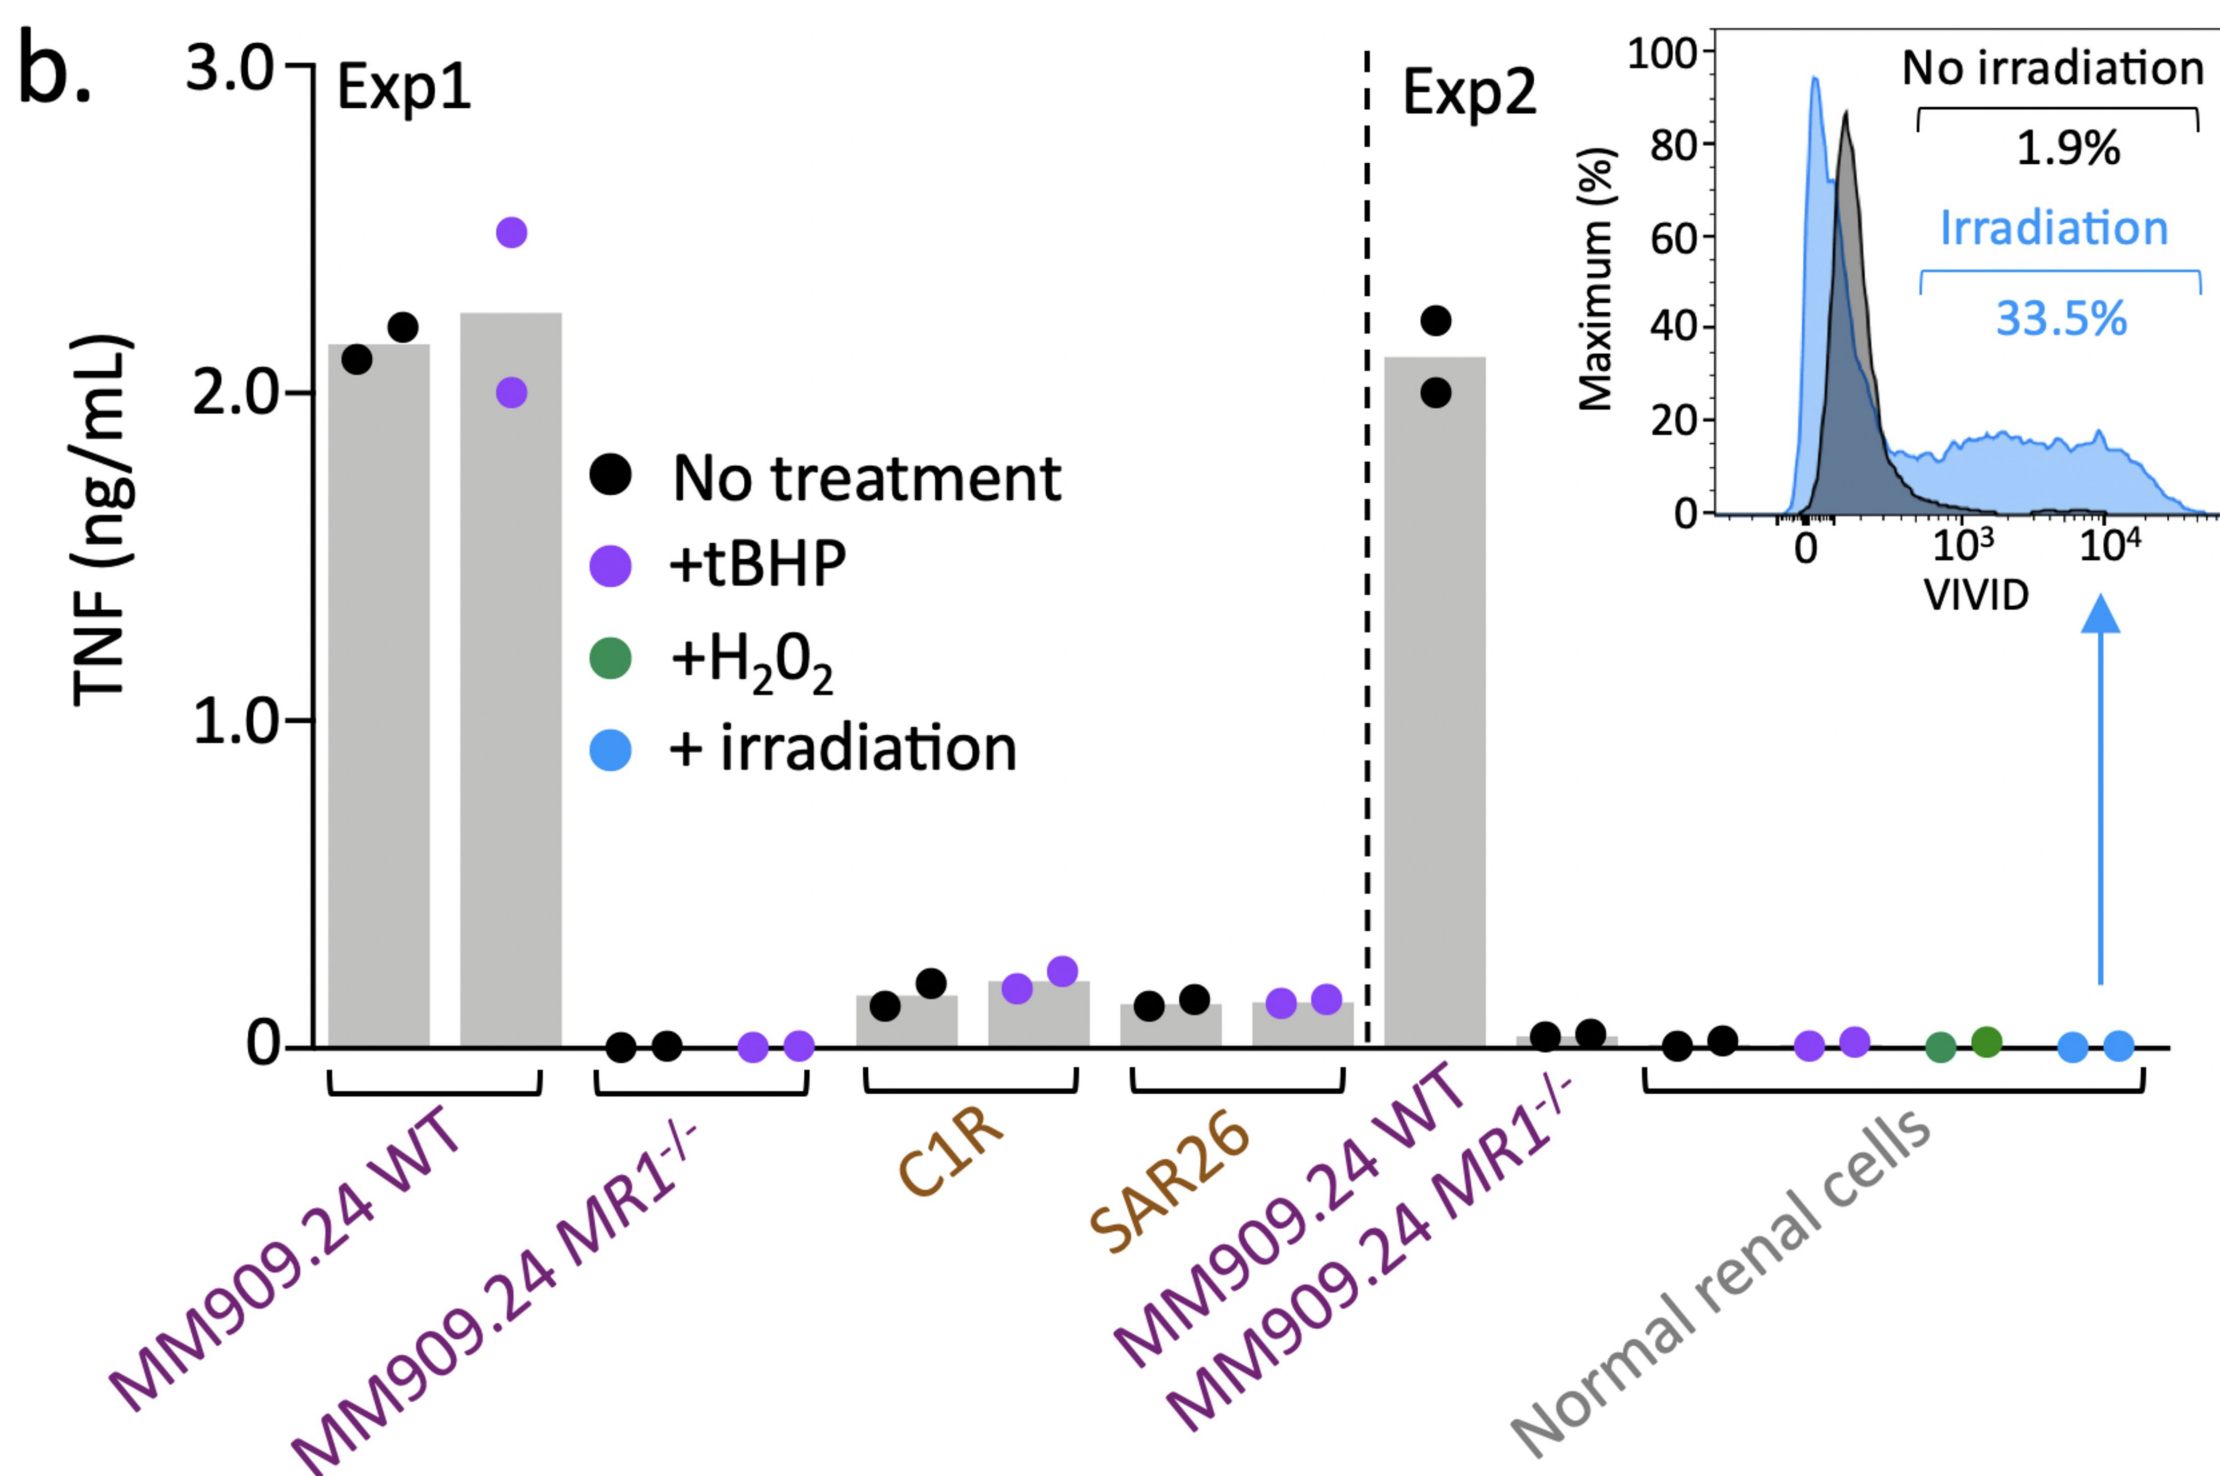 b.
Exp1
Exp2
TNF (ng/mL)
3.0
2.0
1.0
0
No treatment
+tBHP
+H₂0₂
+ irradiation
MM909.24 WT
MM909.24 MR1-/-
C1R
SAR26
MM909.24 WT
MM909.24 MR1-/-
Normal renal cells
Maximum (%)
100
80
60
40
20
0
No irradiation
1.9%
Irradiation
33.5%
0
10³
10⁴
VIVID